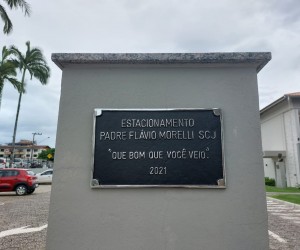 ESTACIONAMENTO
PADRE FLÁVIO MORELLI SCJ
"QUE BOM QUE VOCÊ VEIO."
2021